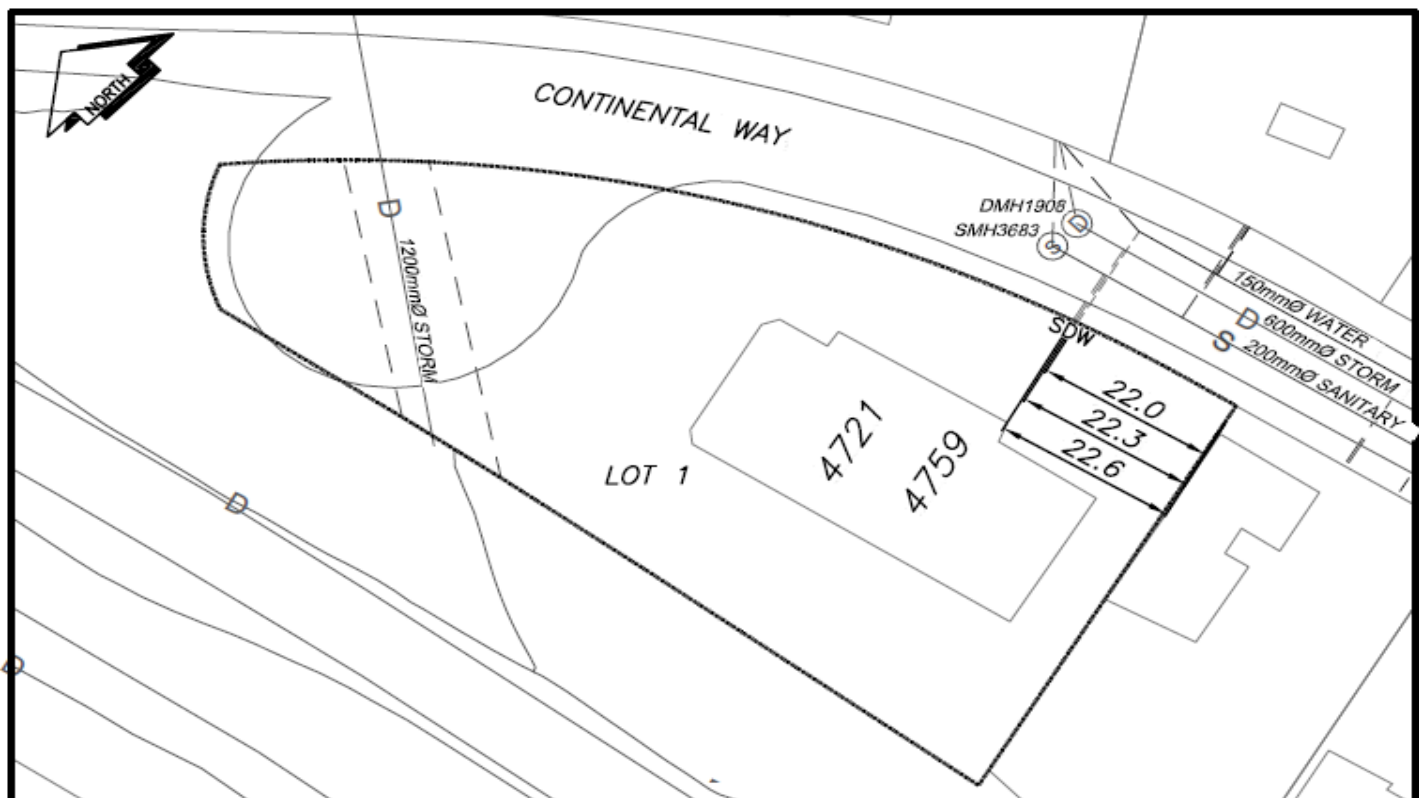 NORTH
CONTINENTAL WAY
DMH1908
D
SMH3683
S
D
1200mmØ STORM
150mmØ WATER
D
600mmØ STORM
S
200mmØ SANITARY
SDW
22.0
22.3
22.6
4721
4759
LOT 1
D
D